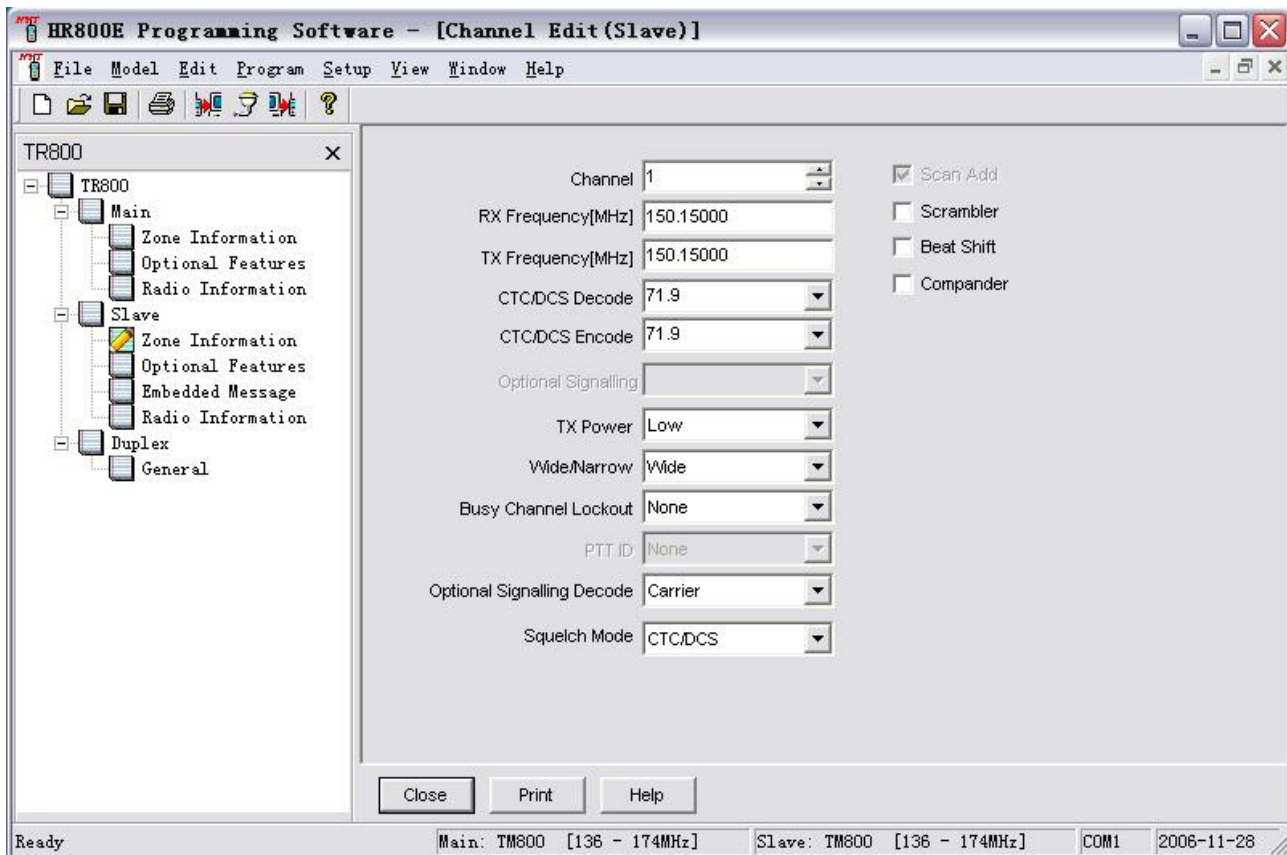 HR800E Programming Software - [Channel Edit(Slave)]
File Model Edit Program Setup View Window Help
TR800
TR800
Main
Zone Information
Optional Features
Radio Information
Slave
Zone Information
Optional Features
Embedded Message
Radio Information
Duplex
General
Channel 1
RX Frequency[MHz] 150.15000
TX Frequency[MHz] 150.15000
CTC/DCS Decode 71.9
CTC/DCS Encode 71.9
Optional Signalling
TX Power Low
Wide/Narrow Wide
Busy Channel Lockout None
PTT ID None
Optional Signalling Decode Carrier
Squelch Mode CTC/DCS
Scan Add
Scrambler
Beat Shift
Compander
Close Print Help
Ready Main: TM800 [136 - 174MHz] Slave: TM800 [136 - 174MHz] COM1 2006-11-28